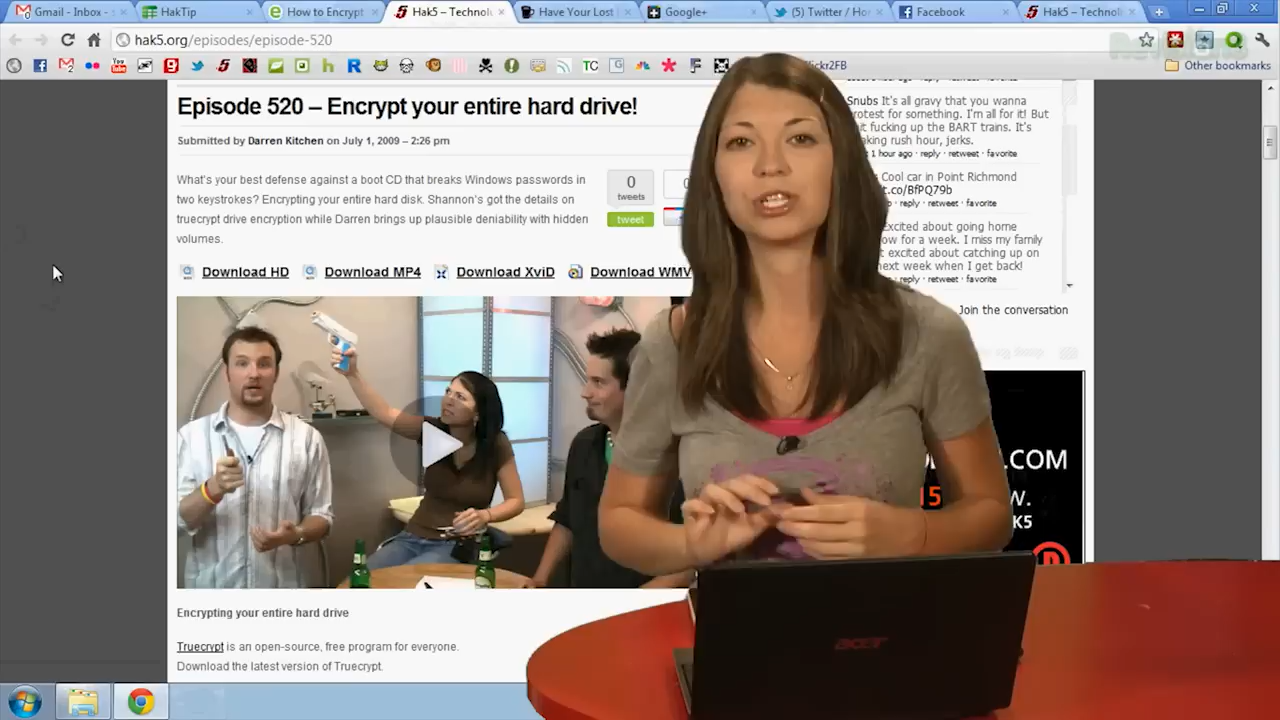 Gmail - Inbox -
HakTip
How to Encrypt
Hak5 – Technolo
Have Your Lost
Google+
(5) Twitter / Ho
Facebook
Hak5 – Technol
hak5.org/episodes/episode-520
TC
lickr2FB
Other bookmarks
Episode 520 – Encrypt your entire hard drive!
Submitted by Darren Kitchen on July 1, 2009 – 2:26 pm
What's your best defense against a boot CD that breaks Windows passwords in
two keystrokes? Encrypting your entire hard disk. Shannon's got the details on
truecrypt drive encryption while Darren brings up plausible deniability with hidden
volumes.
0
tweets
tweet
Download HD
Download MP4
Download XviD
Download WMV
Snubs It's all gravy that you wanna
protest for something. I'm all for it! But
it fucking up the BART trains. It's
aking rush hour, jerks.
1 hour ago · reply · retweet · favorite
Cool car in Point Richmond
t.co/BfPQ79b
· reply · retweet · favorite
Excited about going home
ow for a week. I miss my family
excited about catching up on
next week when I get back!
· reply · retweet · favorite
Join the conversation
.COM
15
W.
K5
Encrypting your entire hard drive
Truecrypt is an open-source, free program for everyone.
Download the latest version of Truecrypt.
acer